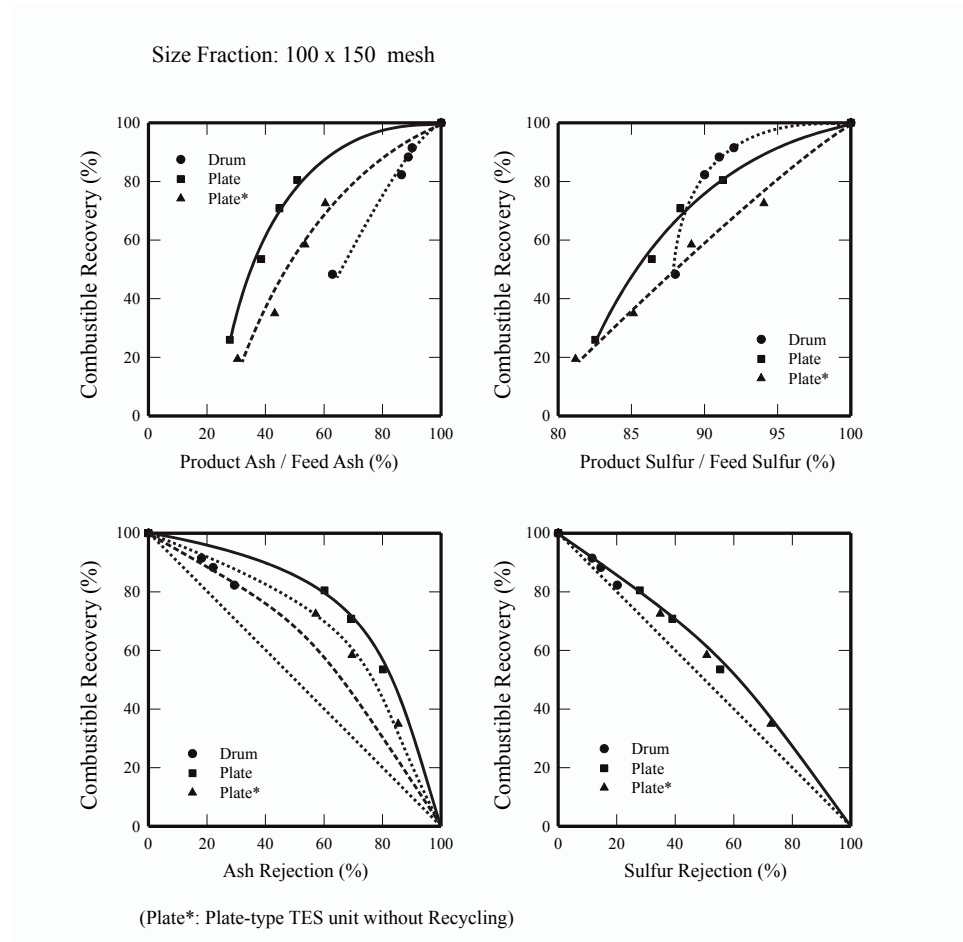 Size Fraction: 100 x 150 mesh
Combustible Recovery (%)
100
80
60
40
20
0
Drum
Plate
Plate*
0 20 40 60 80 100
Product Ash / Feed Ash (%)
Combustible Recovery (%)
100
80
60
40
20
0
Drum
Plate
Plate*
80 85 90 95 100
Product Sulfur / Feed Sulfur (%)
Combustible Recovery (%)
100
80
60
40
20
0
Drum
Plate
Plate*
0 20 40 60 80 100
Ash Rejection (%)
Combustible Recovery (%)
100
80
60
40
20
0
Drum
Plate
Plate*
0 20 40 60 80 100
Sulfur Rejection (%)
(Plate*: Plate-type TES unit without Recycling)